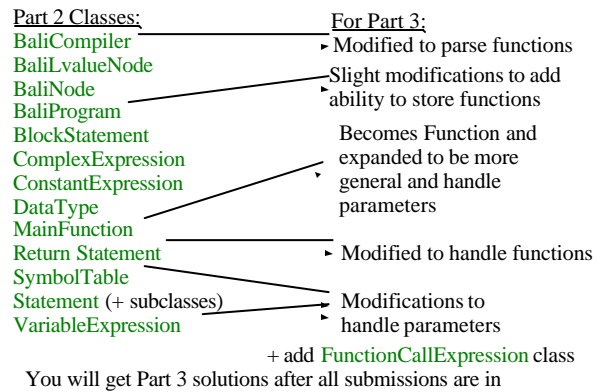 Part 2 Classes:
For Part 3:
BaliCompiler
Modified to parse functions
BaliLvalueNode
BaliNode
Slight modifications to add
ability to store functions
BaliProgram
BlockStatement
ComplexExpression
ConstantExpression
DataType
Becomes Function and
expanded to be more
general and handle
parameters
MainFunction
Return Statement
Modified to handle functions
SymbolTable
Statement (+ subclasses)
VariableExpression
Modifications to
handle parameters
+ add FunctionCallExpression class
You will get Part 3 solutions after all submissions are in